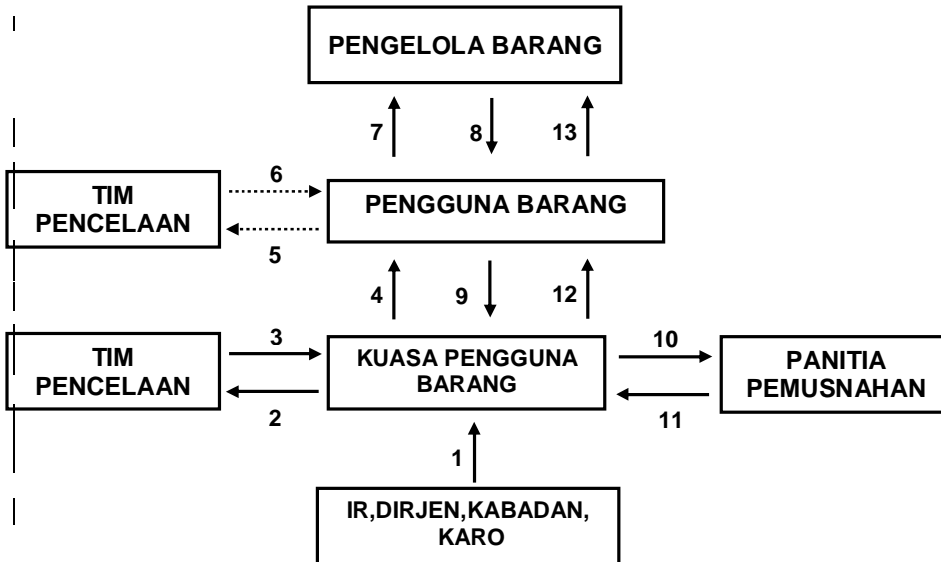 PENGELOLA BARANG
7 8 13
TIM
PENCELAAN
6
5
PENGGUNA BARANG
4 9 12
TIM
PENCELAAN
3
2
KUASA PENGGUNA
BARANG
10
11
PANITIA
PEMUSNAHAN
1
IR,DIRJEN,KABADAN,
KARO